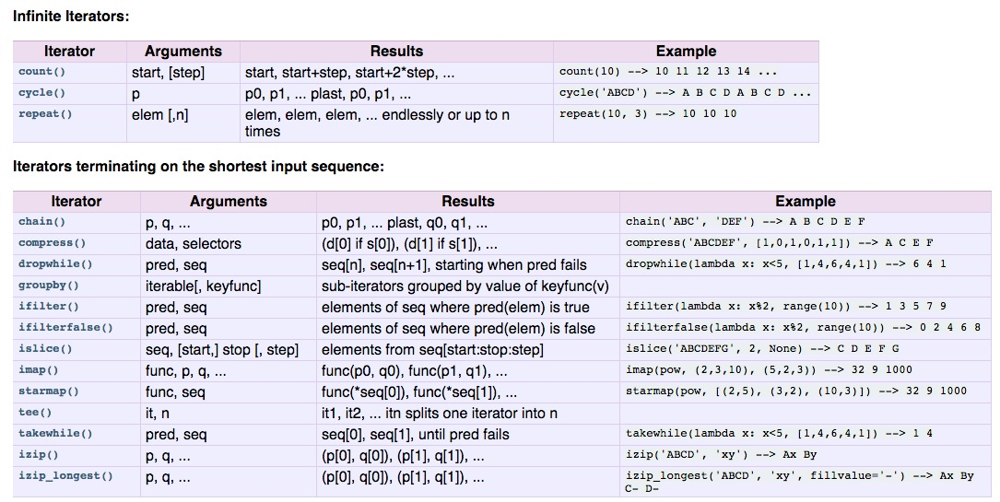 Infinite Iterators:
Iterator Arguments Results Example
count() start, [step] start, start+step, start+2*step, ... count(10) --> 10 11 12 13 14 ...
cycle() p p0, p1, ... plast, p0, p1, ... cycle('ABCD') --> A B C D A B C D ...
repeat() elem [,n] elem, elem, elem, ... endlessly or up to n repeat(10, 3) --> 10 10 10
times
Iterators terminating on the shortest input sequence:
Iterator Arguments Results Example
chain() p, q, ... p0, p1, ... plast, q0, q1, ... chain('ABC', 'DEF') --> A B C D E F
compress() data, selectors (d[0] if s[0]), (d[1] if s[1]), ... compress('ABCDEF', [1,0,1,0,1,1]) --> A C E F
dropwhile() pred, seq seq[n], seq[n+1], starting when pred fails dropwhile(lambda x: x<5, [1,4,6,4,1]) --> 6 4 1
groupby() iterable[, keyfunc] sub-iterators grouped by value of keyfunc(v)
ifilter() pred, seq elements of seq where pred(elem) is true ifilter(lambda x: x%2, range(10)) --> 1 3 5 7 9
ifilterfalse() pred, seq elements of seq where pred(elem) is false ifilterfalse(lambda x: x%2, range(10)) --> 0 2 4 6 8
islice() seq, [start,] stop [, step] elements from seq[start:stop:step] islice('ABCDEFG', 2, None) --> C D E F G
imap() func, p, q, ... func(p0, q0), func(p1, q1), ... imap(pow, (2,3,10), (5,2,3)) --> 32 9 1000
starmap() func, seq func(*seq[0]), func(*seq[1]), ... starmap(pow, [(2,5), (3,2), (10,3)]) --> 32 9 1000
tee() it, n it1, it2, ... itn splits one iterator into n
takewhile() pred, seq seq[0], seq[1], until pred fails takewhile(lambda x: x<5, [1,4,6,4,1]) --> 1 4
izip() p, q, ... (p[0], q[0]), (p[1], q[1]), ... izip('ABCD', 'xy') --> Ax By
izip_longest() p, q, ... (p[0], q[0]), (p[1], q[1]), ... izip_longest('ABCD', 'xy', fillvalue='-') --> Ax By
C- D-